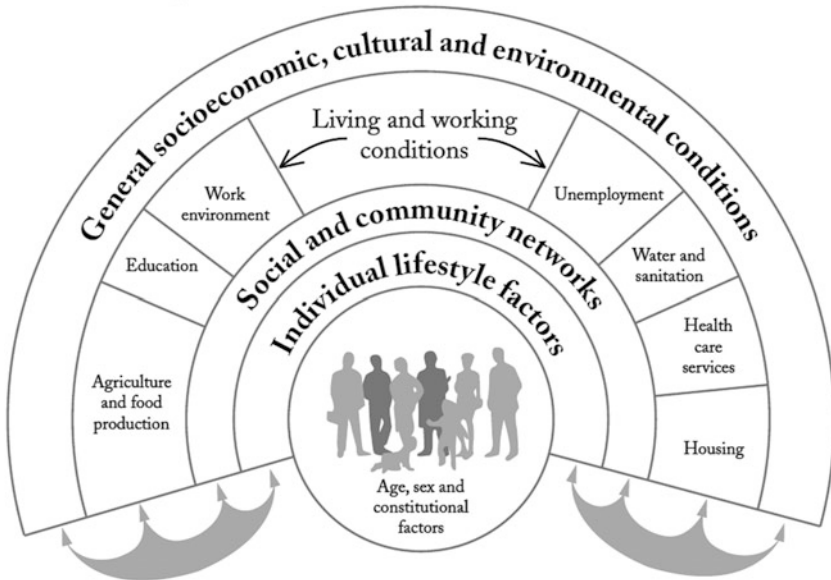 General socioeconomic, cultural and environmental conditions
Living and working
conditions
Work
environment
Unemployment
Education
Water and
sanitation
Agriculture
and food
production
Health
care
services
Housing
Social and community networks
Individual lifestyle factors
Age, sex and
constitutional
factors